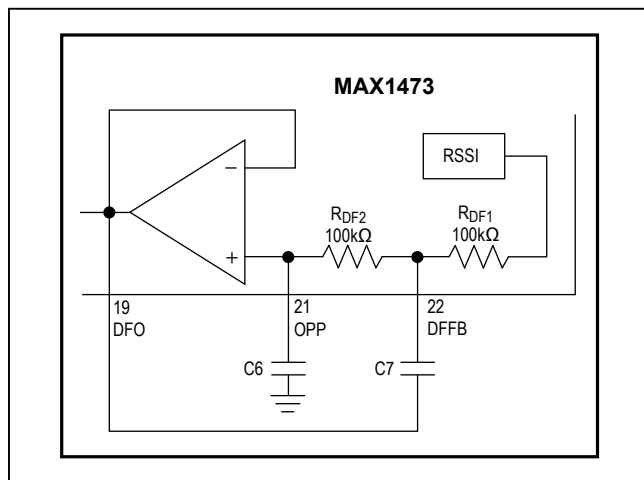 MAX1473
RSSI
RDF2
100kΩ
RDF1
100kΩ
−
+
19
DFO
21
OPP
22
DFFB
C6
C7